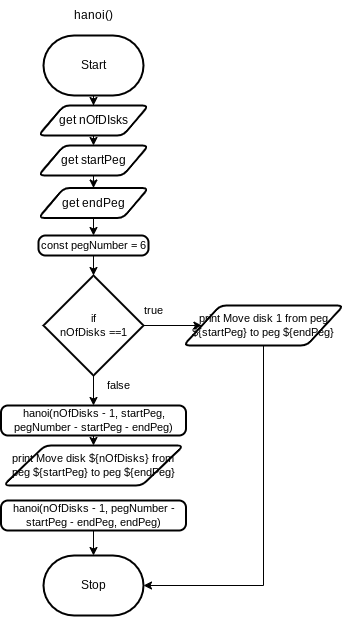 hanoi()
Start
get nOfDIsks
get startPeg
get endPeg
const pegNumber = 6
if
nOfDisks ==1
true
print Move disk 1 from peg
${startPeg} to peg ${endPeg}
false
hanoi(nOfDisks - 1, startPeg,
pegNumber - startPeg - endPeg)
print Move disk ${nOfDisks} from
peg ${startPeg} to peg ${endPeg}
hanoi(nOfDisks - 1, pegNumber -
startPeg - endPeg, endPeg)
Stop